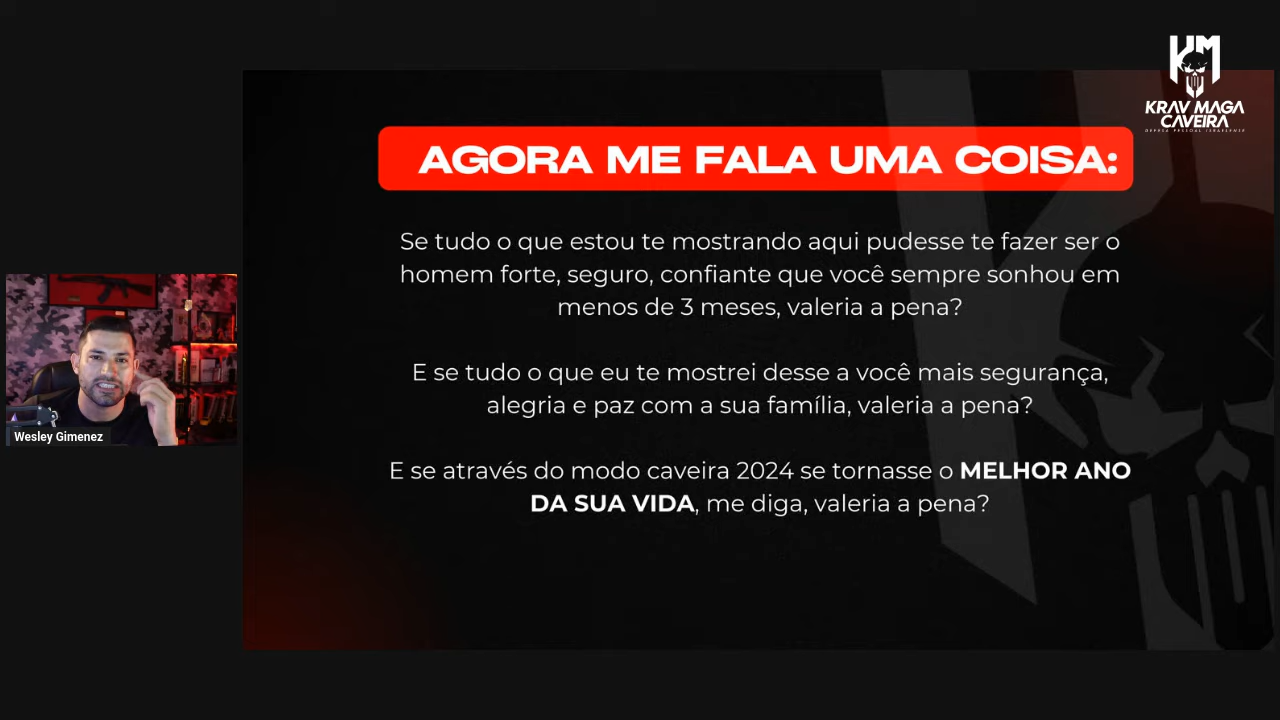 KM
KRAV MAGA
CAVEIRA
DEFESA PESSOAL ISRAELENSE
AGORA ME FALA UMA COISA:
Se tudo o que estou te mostrando aqui pudesse te fazer ser o
homem forte, seguro, confiante que você sempre sonhou em
menos de 3 meses, valeria a pena?
E se tudo o que eu te mostrei desse a você mais segurança,
alegria e paz com a sua família, valeria a pena?
E se através do modo caveira 2024 se tornasse o MELHOR ANO
DA SUA VIDA, me diga, valeria a pena?
Wesley Gimenez